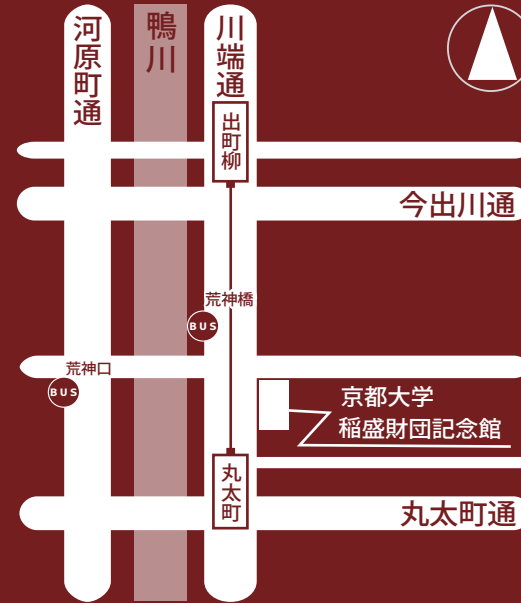 河原町通
鴨川
川端通
出町柳
今出川通
荒神橋
BUS
荒神口
BUS
京都大学
稲盛財団記念館
丸太町
丸太町通